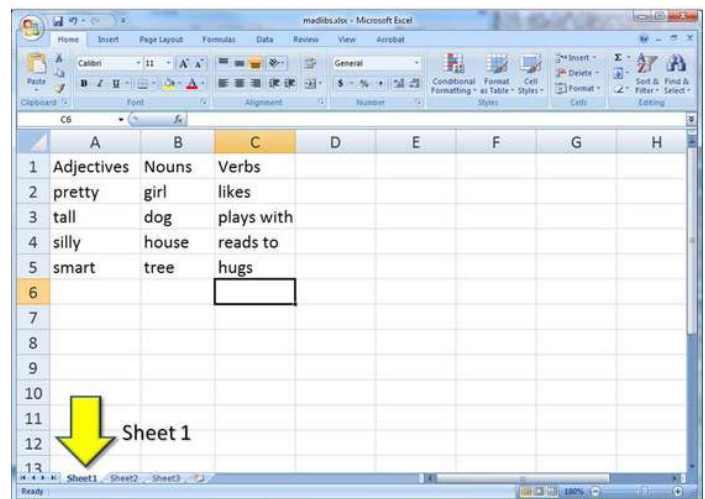 madlibs.xlsx - Microsoft Excel
Home Insert Page Layout Formulas Data Review View Acrobat
Paste
Calibri 11 A A
B I U A
General
$ % ,
Conditional Formatting Format as Table Cell Styles
Insert
Delete
Format
Σ
Sort & Filter Find & Select
Clipboard Font Alignment Number Styles Cells Editing
C6 fx
A B C D E F G H
1 Adjectives Nouns Verbs
2 pretty girl likes
3 tall dog plays with
4 silly house reads to
5 smart tree hugs
6
7
8
9
10
11
Sheet 1
12
13
Sheet1 Sheet2 Sheet3
Ready 180%